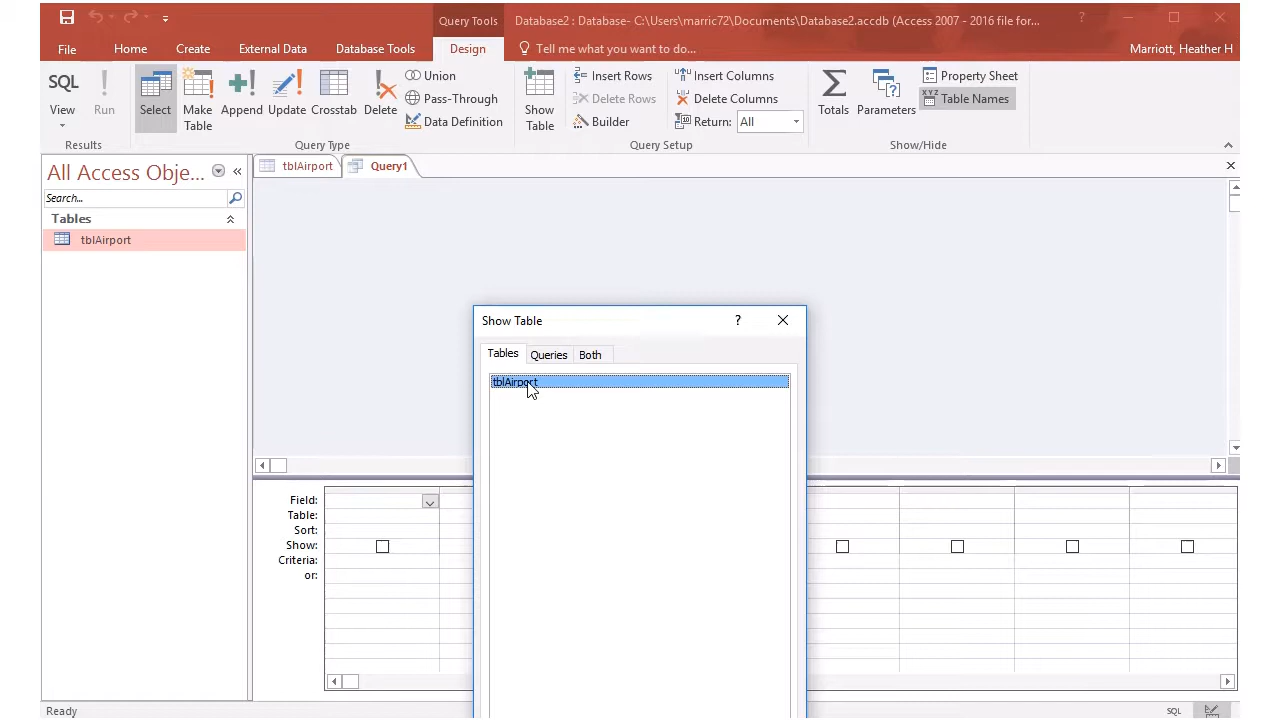 Query Tools
Database2 : Database- C:\Users\marric72\Documents\Database2.accdb (Access 2007 - 2016 file for...
?
File Home Create External Data Database Tools Design Tell me what you want to do... Marriott, Heather H
SQL
View
Run
Results
Select
Make
Table
Append
Update
Crosstab
Delete
Union
Pass-Through
Data Definition
Query Type
Show
Table
Insert Rows
Delete Rows
Builder
Insert Columns
Delete Columns
Return: All
Query Setup
Totals
Parameters
Property Sheet
XYZ Table Names
Show/Hide
All Access Obje... «
Search...
Tables
tblAirport
tblAirport Query1
Show Table ?
Tables Queries Both
tblAirport
Field:
Table:
Sort:
Show:
Criteria:
or:
Ready SQL